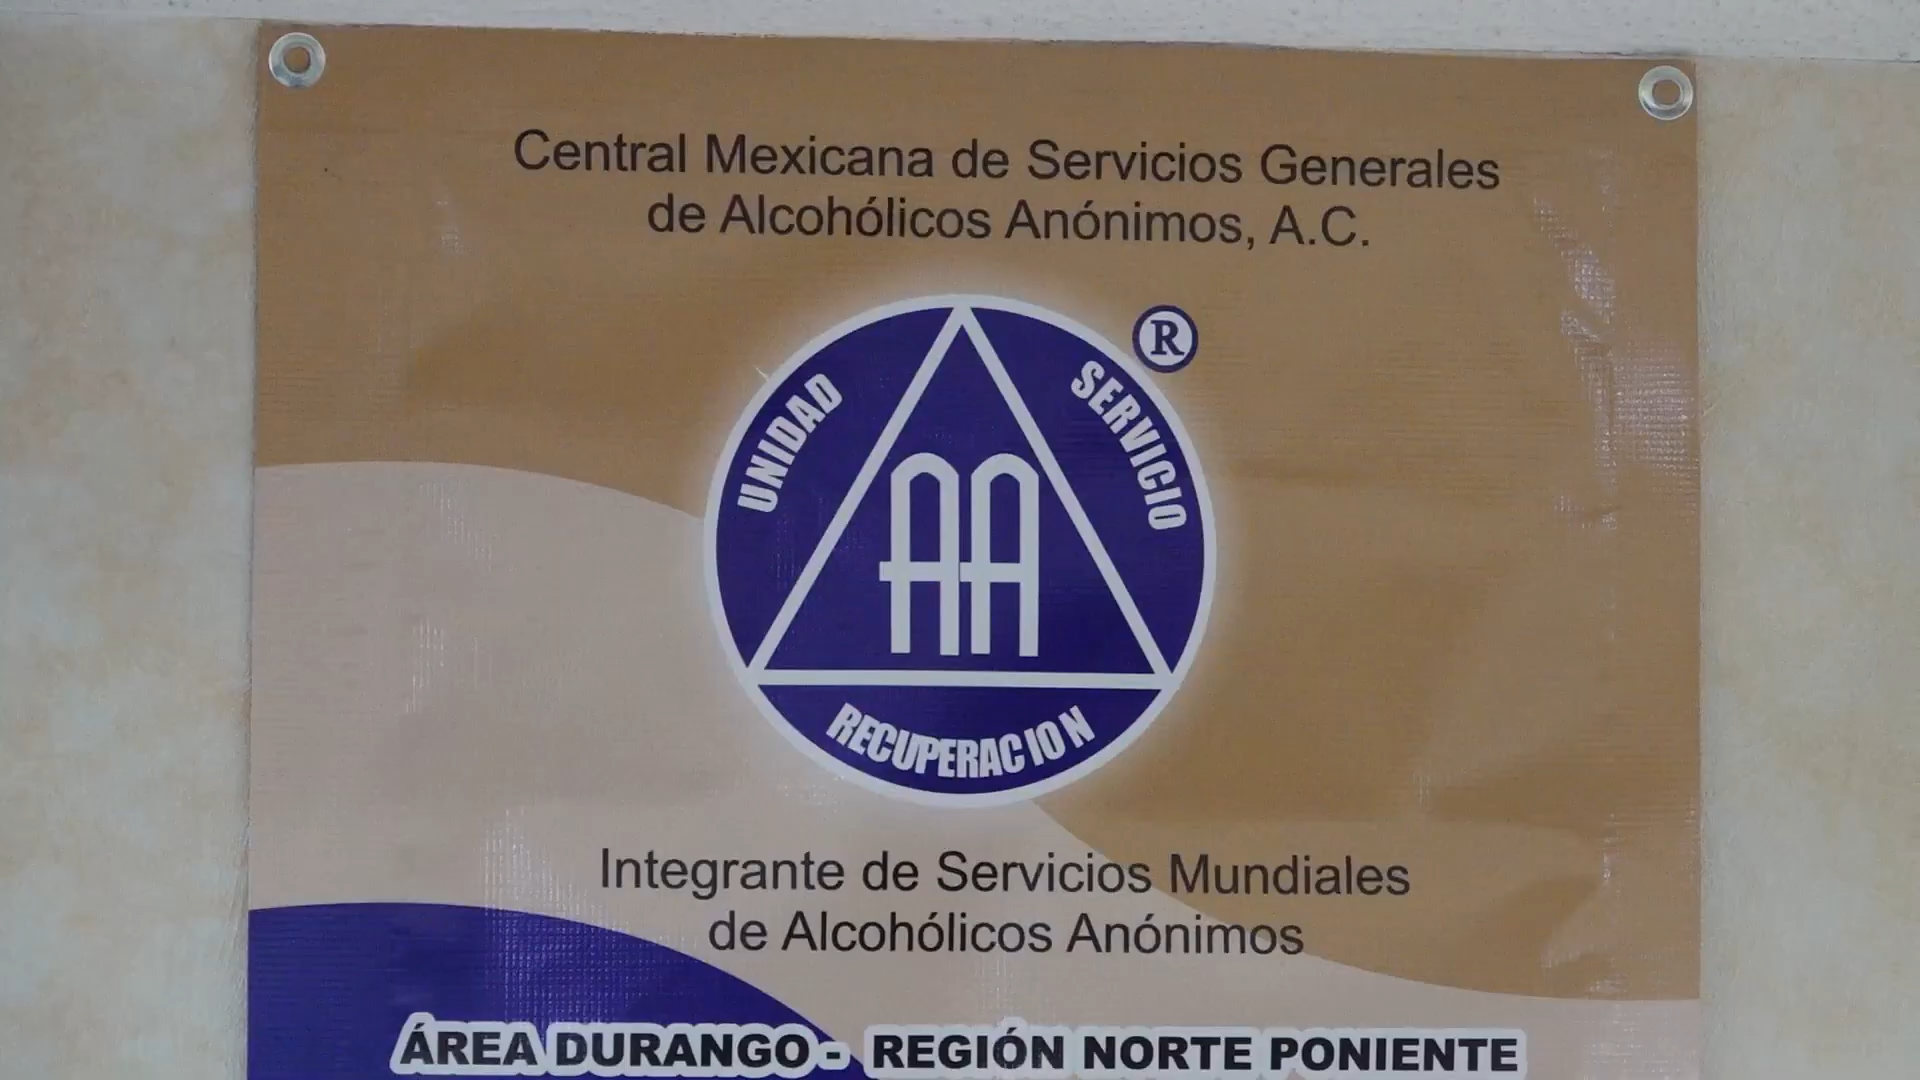 Central Mexicana de Servicios Generales
de Alcohólicos Anónimos, A.C.
®
UNIDAD
SERVICIO
AA
RECUPERACION
Integrante de Servicios Mundiales
de Alcohólicos Anónimos
ÁREA DURANGO - REGIÓN NORTE PONIENTE